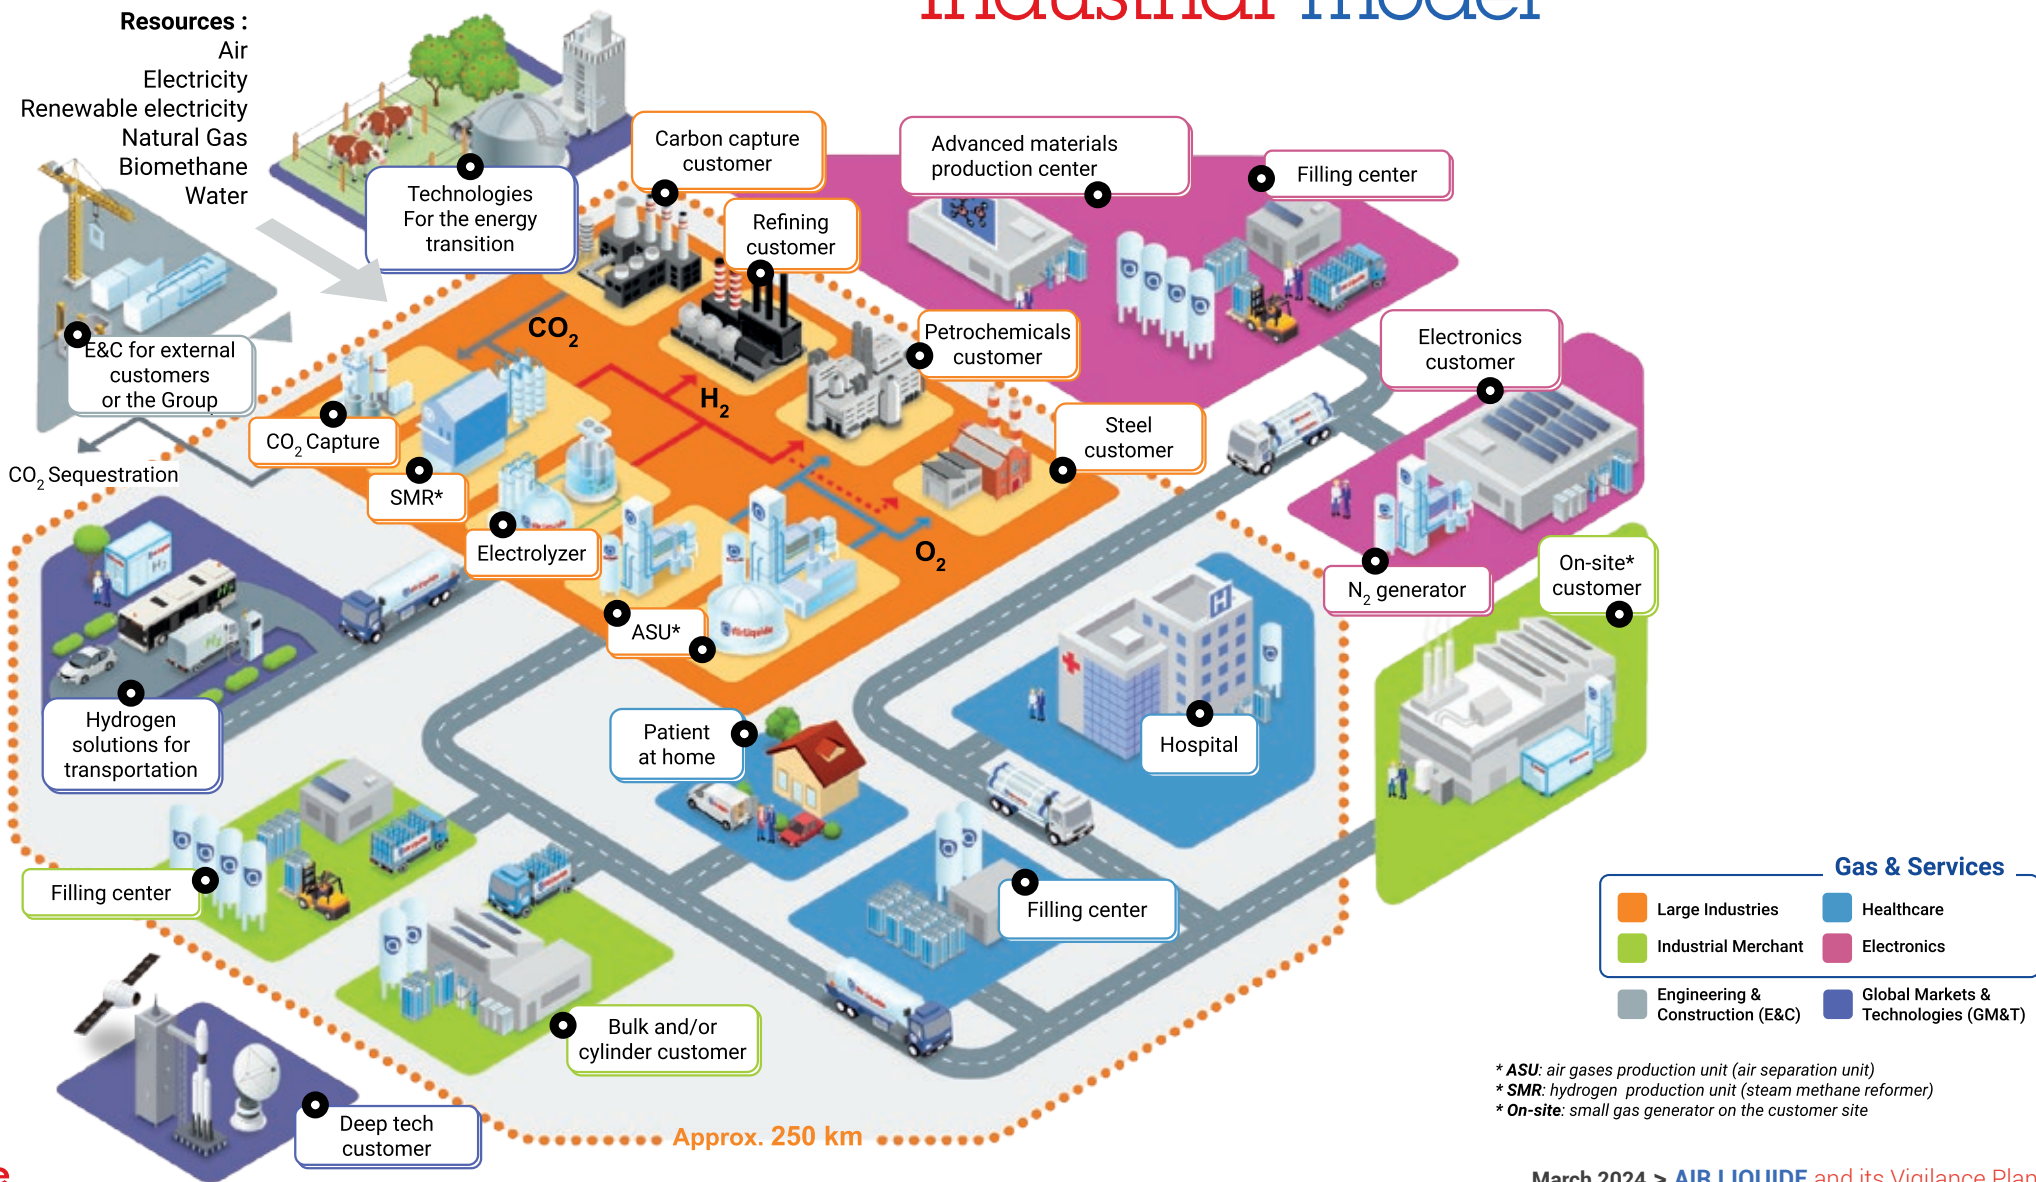 industrial model
Resources :
Air
Electricity
Renewable electricity
Natural Gas
Biomethane
Water
Technologies
For the energy
transition
Carbon capture
customer
Refining
customer
Advanced materials
production center
Filling center
Petrochemicals
customer
Electronics
customer
E&C for external
customers
or the Group
CO2
H2
O2
CO2 Capture
CO2 Sequestration
SMR*
Electrolyzer
ASU*
Steel
customer
N2 generator
On-site*
customer
Hydrogen
solutions for
transportation
Patient
at home
Hospital
H
H2
Filling center
Filling center
Bulk and/or
cylinder customer
Deep tech
customer
Approx. 250 km
Gas & Services
Large Industries
Healthcare
Industrial Merchant
Electronics
Engineering &
Construction (E&C)
Global Markets &
Technologies (GM&T)
* ASU: air gases production unit (air separation unit)
* SMR: hydrogen production unit (steam methane reformer)
* On-site: small gas generator on the customer site
March 2024 > AIR LIQUIDE and its Vigilance Plan